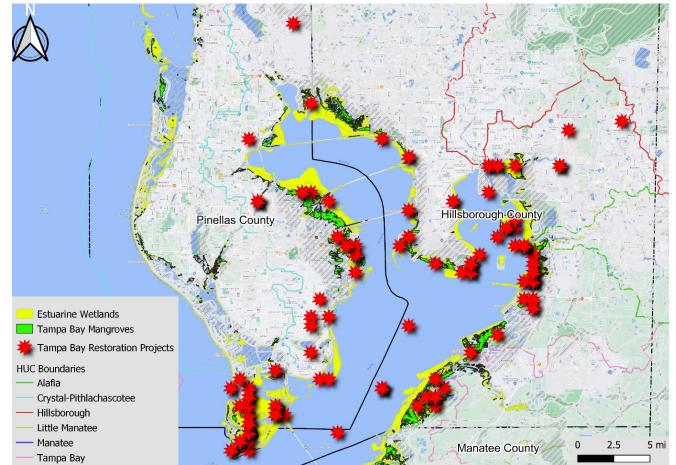 N
Pinellas County
Hillsborough County
Estuarine Wetlands
Tampa Bay Mangroves
Tampa Bay Restoration Projects
HUC Boundaries
Alafia
Crystal-Pithlachascotee
Hillsborough
Little Manatee
Manatee
Tampa Bay
Manatee County
0 2.5 5 mi